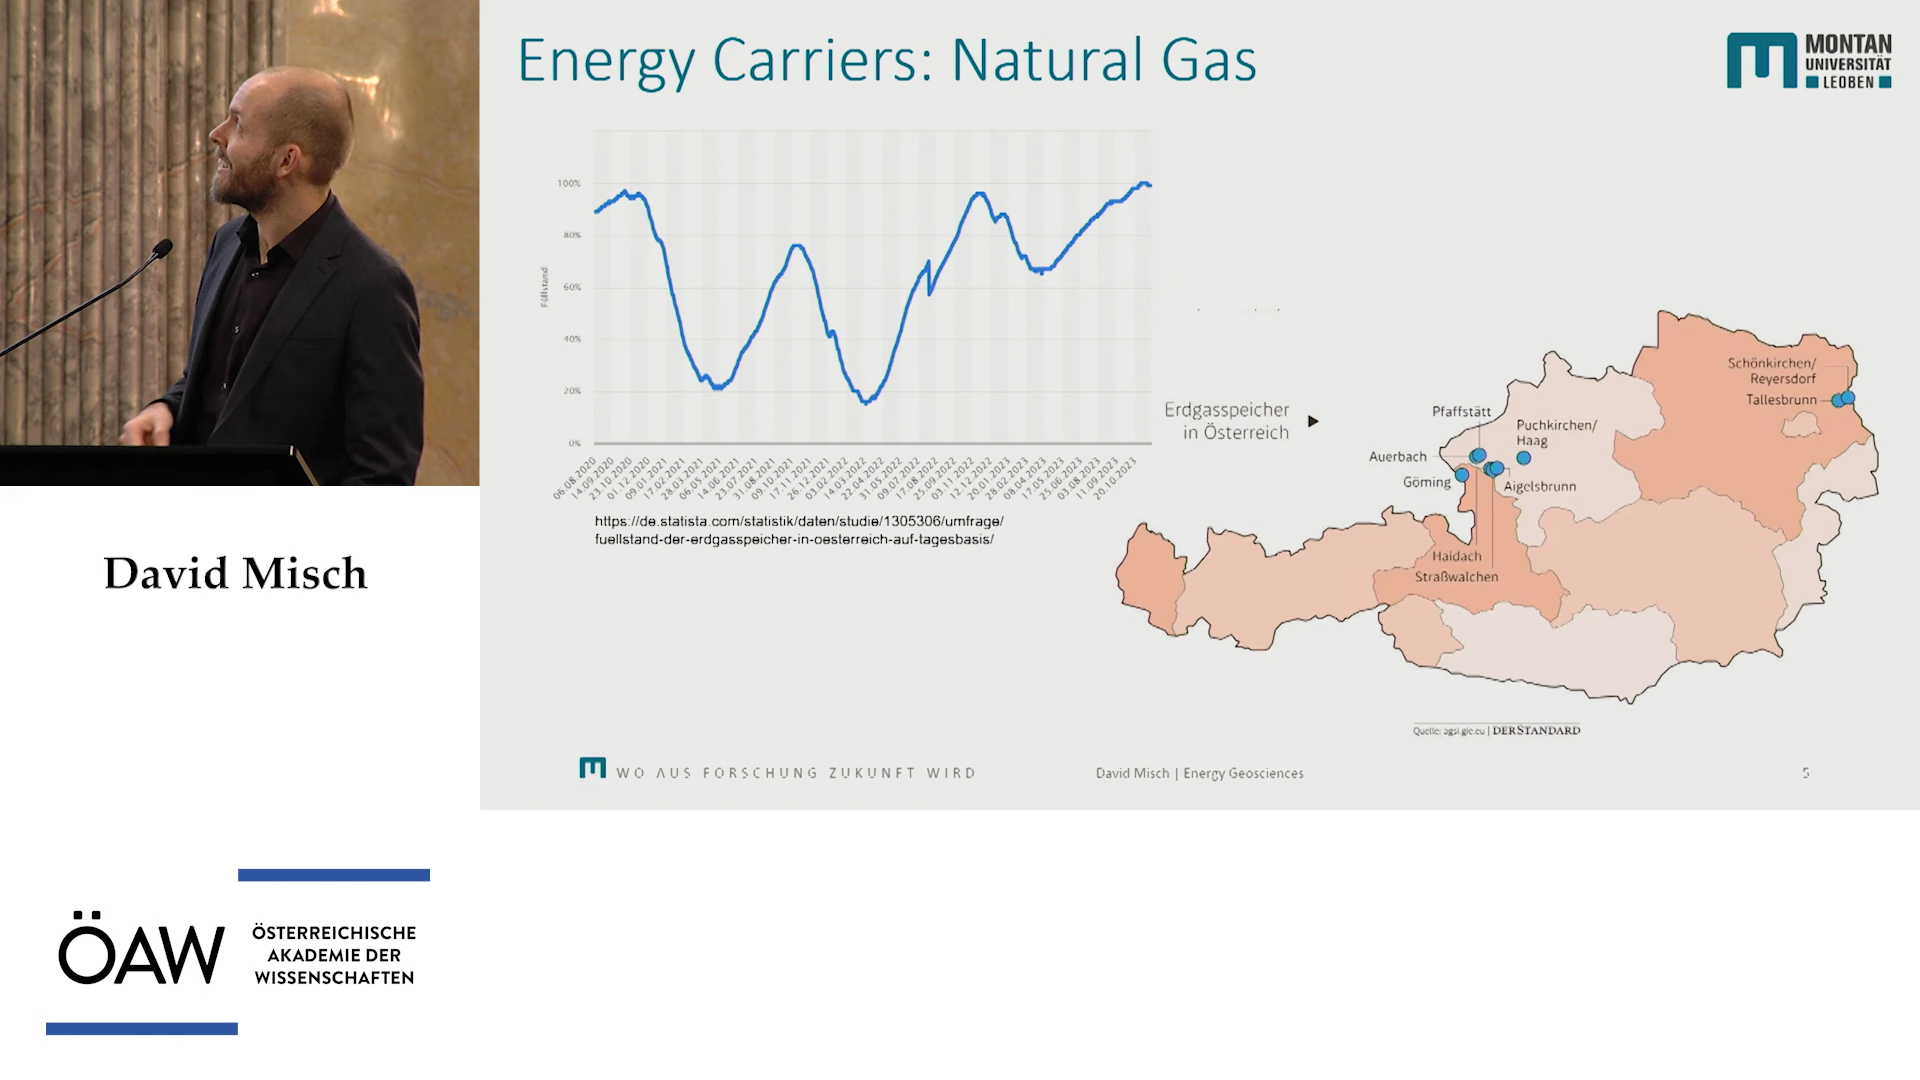 Energy Carriers: Natural Gas
MONTAN
UNIVERSITÄT
LEOBEN
100%
80%
60%
40%
20%
0%
Füllstand
06.08.2020
14.09.2020
23.10.2020
01.12.2020
09.01.2021
17.02.2021
28.03.2021
06.05.2021
14.06.2021
23.07.2021
31.08.2021
09.10.2021
17.11.2021
26.12.2021
03.02.2022
14.03.2022
22.04.2022
31.05.2022
09.07.2022
17.08.2022
25.09.2022
03.11.2022
12.12.2022
20.01.2023
28.02.2023
08.04.2023
17.05.2023
25.06.2023
03.08.2023
11.09.2023
20.10.2023
https://de.statista.com/statistik/daten/studie/1305306/umfrage/
fuellstand-der-erdgasspeicher-in-oesterreich-auf-tagesbasis/
Erdgasspeicher
in Österreich
Schönkirchen/
Reyersdorf
Tallesbrunn
Pfaffstätt
Puchkirchen/
Haag
Auerbach
Göming
Aigelsbrunn
Haidach
Straßwalchen
Quelle: agsi.gie.eu | DERSTANDARD
WO AUS FORSCHUNG ZUKUNFT WIRD
David Misch | Energy Geosciences
5
David Misch
ÖAW
ÖSTERREICHISCHE
AKADEMIE DER
WISSENSCHAFTEN